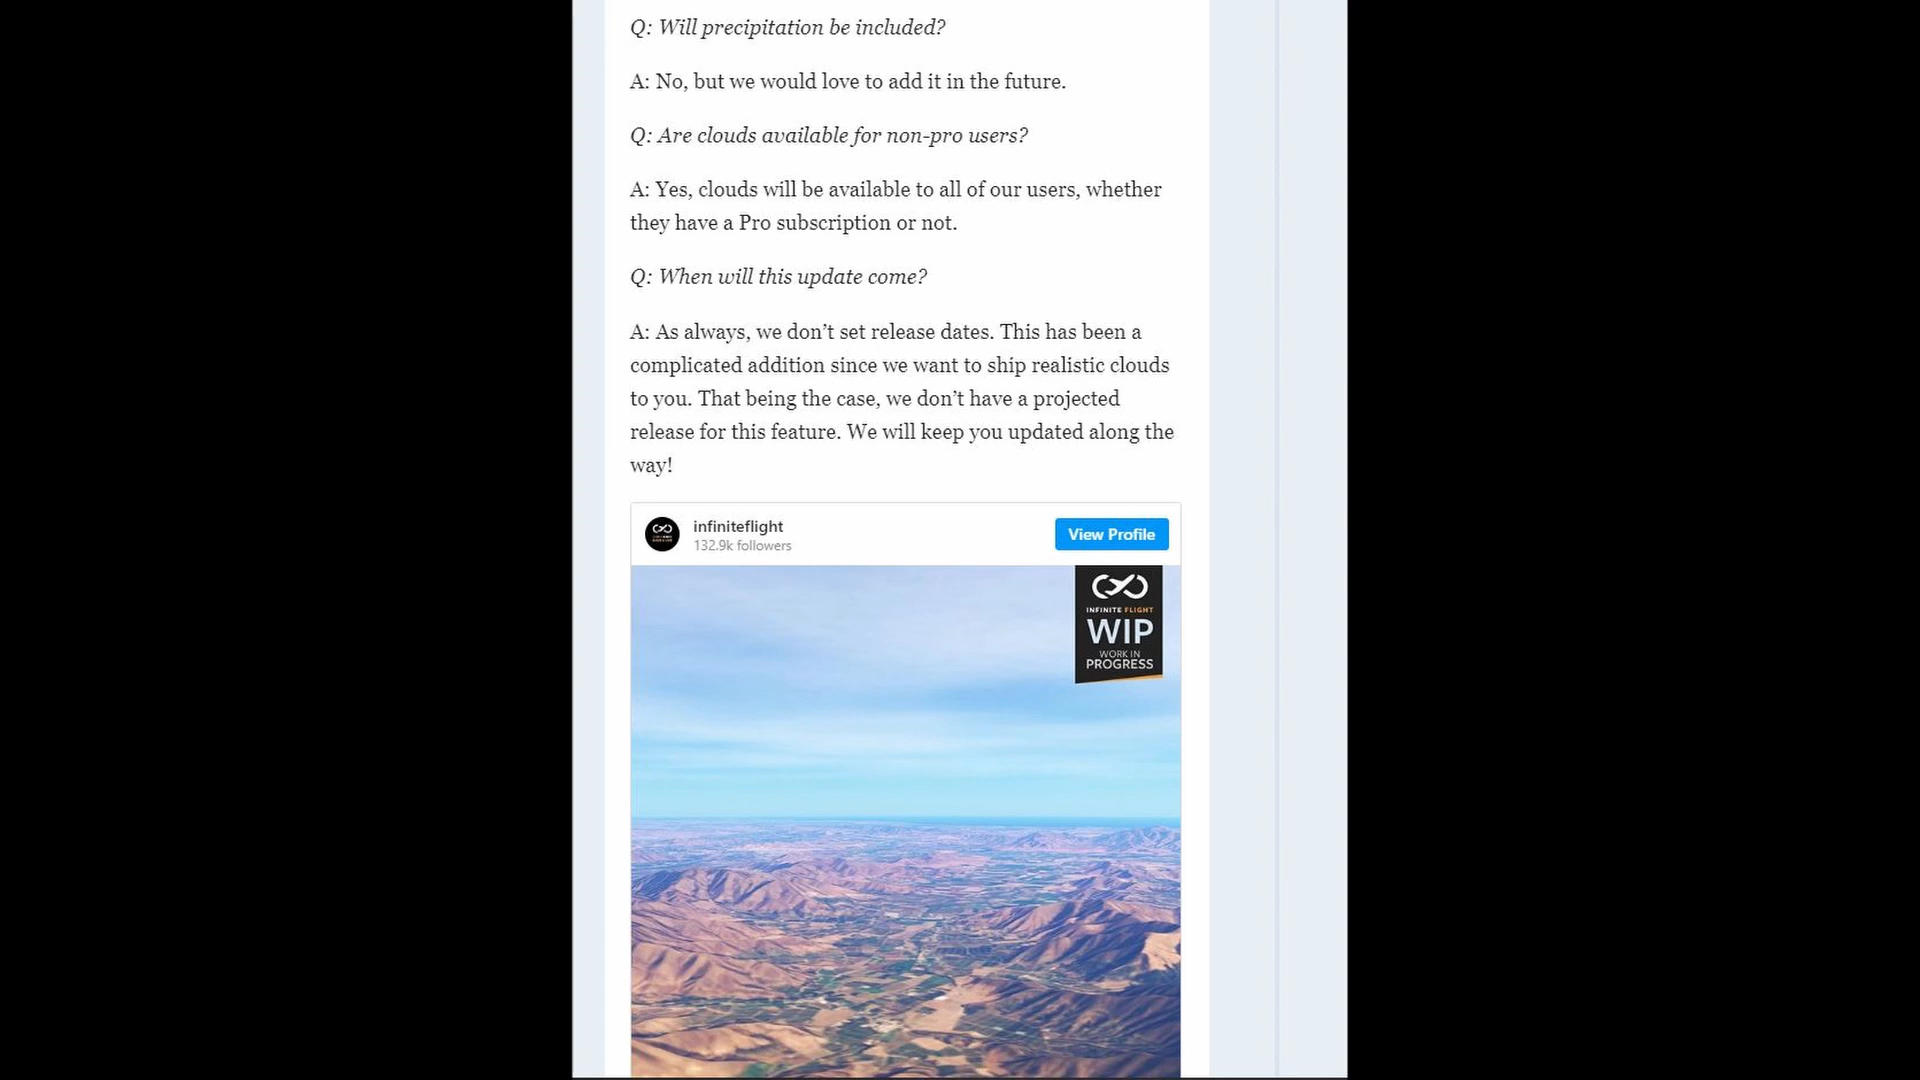 Q: Will precipitation be included?
A: No, but we would love to add it in the future.
Q: Are clouds available for non-pro users?
A: Yes, clouds will be available to all of our users, whether
they have a Pro subscription or not.
Q: When will this update come?
A: As always, we don’t set release dates. This has been a
complicated addition since we want to ship realistic clouds
to you. That being the case, we don’t have a projected
release for this feature. We will keep you updated along the
way!
infiniteflight
132.9k followers
View Profile
INFINITE FLIGHT
WIP
WORK IN
PROGRESS